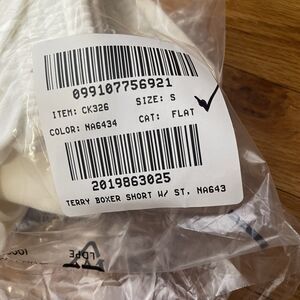 099107756921
ITEM: CK326 SIZE: S
COLOR: NA6434 CAT: FLAT
2019863025
TERRY BOXER SHORT W/ ST, NA643
LDPE